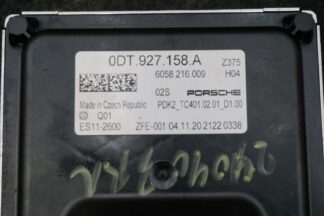 0DT.927.158.A Z375
6058.216.009 H04
02S PORSCHE
Made in Czech Republic PDK2_TC401.02.01_D1.00
Q01
ES11-2600 ZFE-001 04.11.20 2122 0338